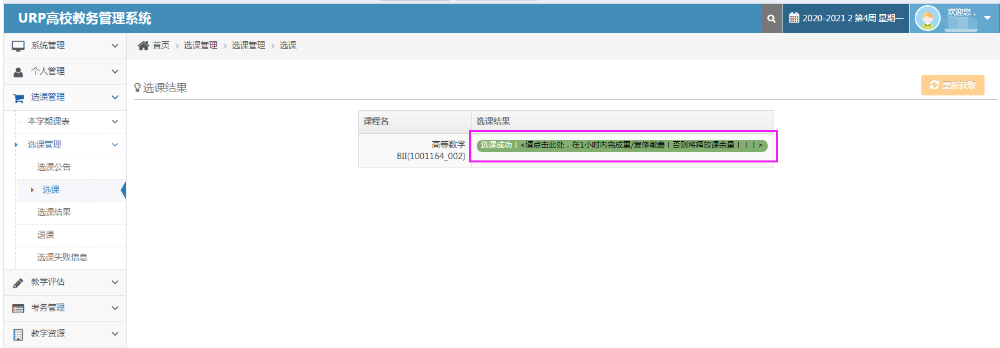 URP高校教务管理系统
2020-2021 2 第4周 星期一
欢迎您，
系统管理
个人管理
选课管理
本学期课表
选课管理
选课公告
选课
选课结果
退课
选课失败信息
教学评估
考务管理
教学资源
首页 选课管理 选课管理 选课
选课结果
重新获取
课程名 选课结果
高等数学
BII(1001164_002)
选课成功！<请点击此处，在1小时内完成重/复修缴费！否则将释放课余量！！！>